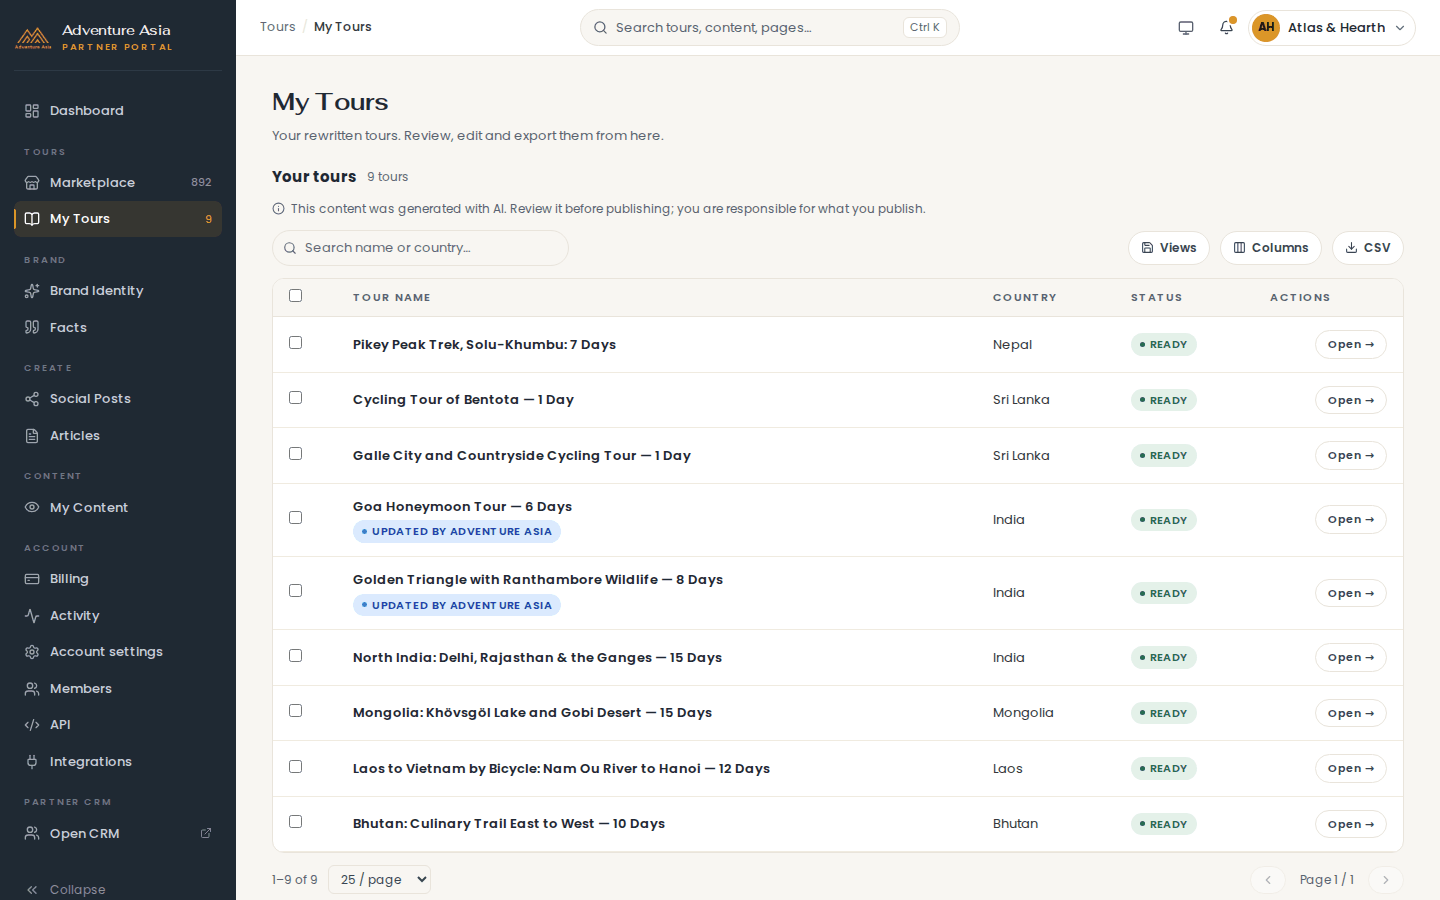 Adventure Asia
Adventure Asia
PARTNER PORTAL
Dashboard
TOURS
Marketplace 892
My Tours 9
BRAND
Brand Identity
Facts
CREATE
Social Posts
Articles
CONTENT
My Content
ACCOUNT
Billing
Activity
Account settings
Members
API
Integrations
PARTNER CRM
Open CRM
Collapse
Tours / My Tours
Search tours, content, pages... Ctrl K
AH Atlas & Hearth
My Tours
Your rewritten tours. Review, edit and export them from here.
Your tours 9 tours
This content was generated with AI. Review it before publishing; you are responsible for what you publish.
Search name or country...
Views Columns CSV
TOUR NAME COUNTRY STATUS ACTIONS
Pikey Peak Trek, Solu-Khumbu: 7 Days Nepal READY Open →
Cycling Tour of Bentota — 1 Day Sri Lanka READY Open →
Galle City and Countryside Cycling Tour — 1 Day Sri Lanka READY Open →
Goa Honeymoon Tour — 6 Days India READY Open →
UPDATED BY ADVENTURE ASIA
Golden Triangle with Ranthambore Wildlife — 8 Days India READY Open →
UPDATED BY ADVENTURE ASIA
North India: Delhi, Rajasthan & the Ganges — 15 Days India READY Open →
Mongolia: Khövsgöl Lake and Gobi Desert — 15 Days Mongolia READY Open →
Laos to Vietnam by Bicycle: Nam Ou River to Hanoi — 12 Days Laos READY Open →
Bhutan: Culinary Trail East to West — 10 Days Bhutan READY Open →
1–9 of 9 25 / page Page 1 / 1